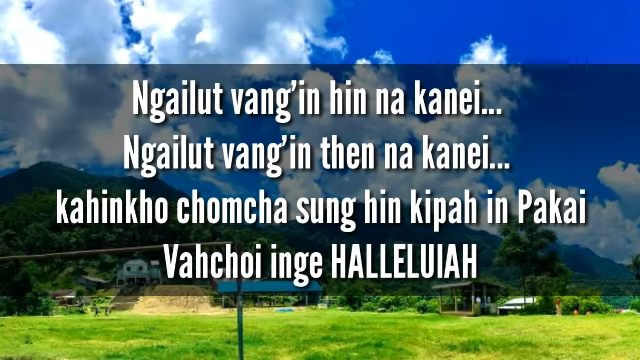 Ngailut vang'in hin na kanei...
Ngailut vang'in then na kanei...
kahinkho chomcha sung hin kipah in Pakai
Vahchoi inge HALLELUIAH